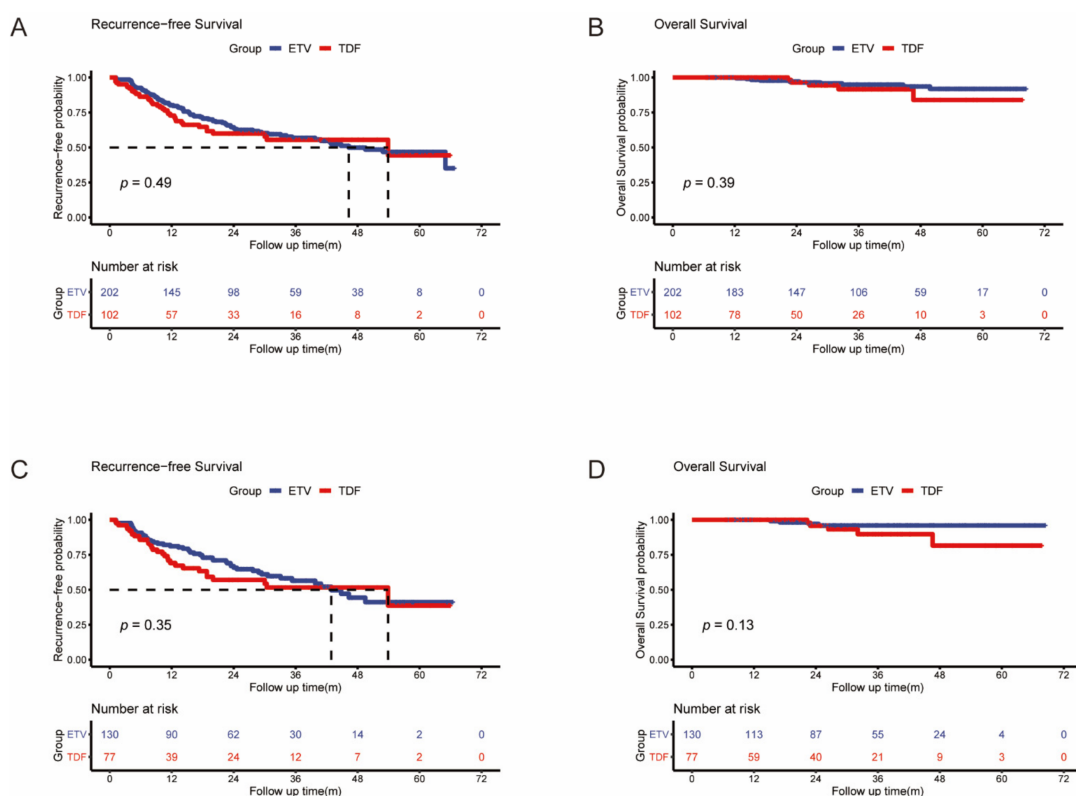 A
Recurrence-free Survival
Group ETV TDF
Recurrence-free probability
1.00
0.75
0.50
0.25
0.00
p = 0.49
0 12 24 36 48 60 72
Follow up time(m)
Number at risk
Group
ETV 202 145 98 59 38 8 0
TDF 102 57 33 16 8 2 0
0 12 24 36 48 60 72
Follow up time(m)
B
Overall Survival
Group ETV TDF
Overall Survival probability
1.00
0.75
0.50
0.25
0.00
p = 0.39
0 12 24 36 48 60 72
Follow up time(m)
Number at risk
Group
ETV 202 183 147 106 59 17 0
TDF 102 78 50 26 10 3 0
0 12 24 36 48 60 72
Follow up time(m)
C
Recurrence-free Survival
Group ETV TDF
Recurrence-free probability
1.00
0.75
0.50
0.25
0.00
p = 0.35
0 12 24 36 48 60 72
Follow up time(m)
Number at risk
Group
ETV 130 90 62 30 14 2 0
TDF 77 39 24 12 7 2 0
0 12 24 36 48 60 72
Follow up time(m)
D
Overall Survival
Group ETV TDF
Overall Survival probability
1.00
0.75
0.50
0.25
0.00
p = 0.13
0 12 24 36 48 60 72
Follow up time(m)
Number at risk
Group
ETV 130 113 87 55 24 4 0
TDF 77 59 40 21 9 3 0
0 12 24 36 48 60 72
Follow up time(m)